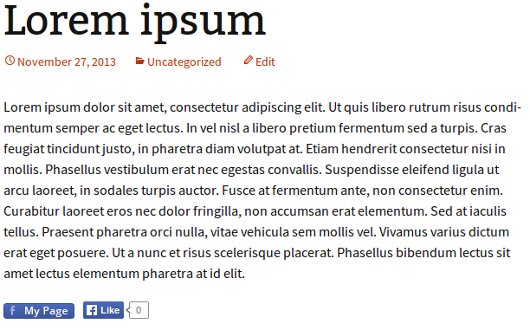 Lorem ipsum
November 27, 2013 Uncategorized Edit
Lorem ipsum dolor sit amet, consectetur adipiscing elit. Ut quis libero rutrum risus condi-
mentum semper ac eget lectus. In vel nisl a libero pretium fermentum sed a turpis. Cras
feugiat tincidunt justo, in pharetra diam volutpat at. Etiam hendrerit consectetur nisi in
mollis. Phasellus vestibulum erat nec egestas convallis. Suspendisse eleifend ligula ut
arcu laoreet, in sodales turpis auctor. Fusce at fermentum ante, non consectetur enim.
Curabitur laoreet eros nec dolor fringilla, non accumsan erat elementum. Sed at iaculis
tellus. Praesent pharetra orci nulla, vitae vehicula sem mollis vel. Vivamus varius dictum
erat eget posuere. Ut a nunc et risus scelerisque placerat. Phasellus bibendum lectus sit
amet lectus elementum pharetra at id elit.
f My Page f Like 0